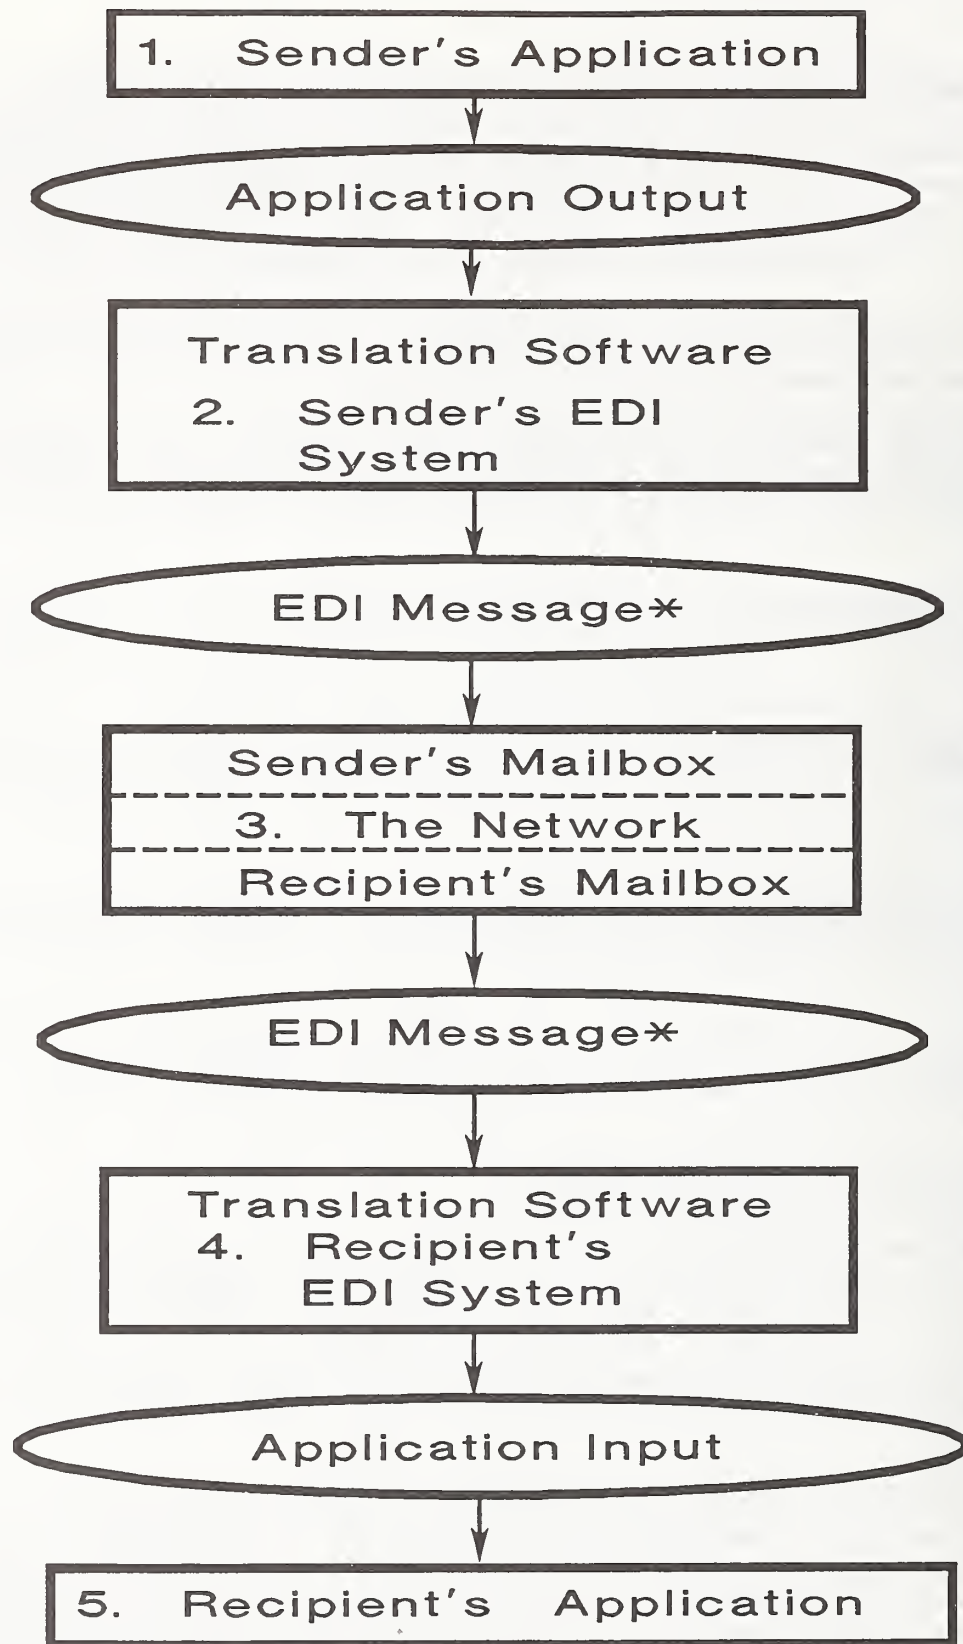 1. Sender's Application
Application Output
Translation Software
2. Sender's EDI
System
EDI Message*
Sender's Mailbox
3. The Network
Recipient's Mailbox
EDI Message*
Translation Software
4. Recipient's
EDI System
Application Input
5. Recipient's Application